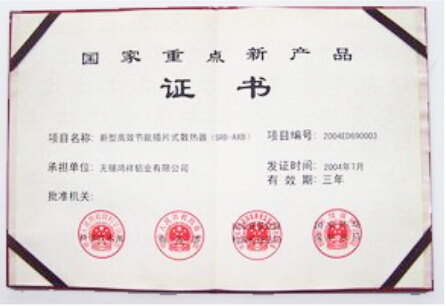 国家重点新产品
证书
项目名称：新型高效节能模片式散热器（SRB-AXB）
项目编号：2004ED690003
承担单位：无锡鸿祥铝业有限公司
发证时间：2004年7月
有效期：三年
批准机关：